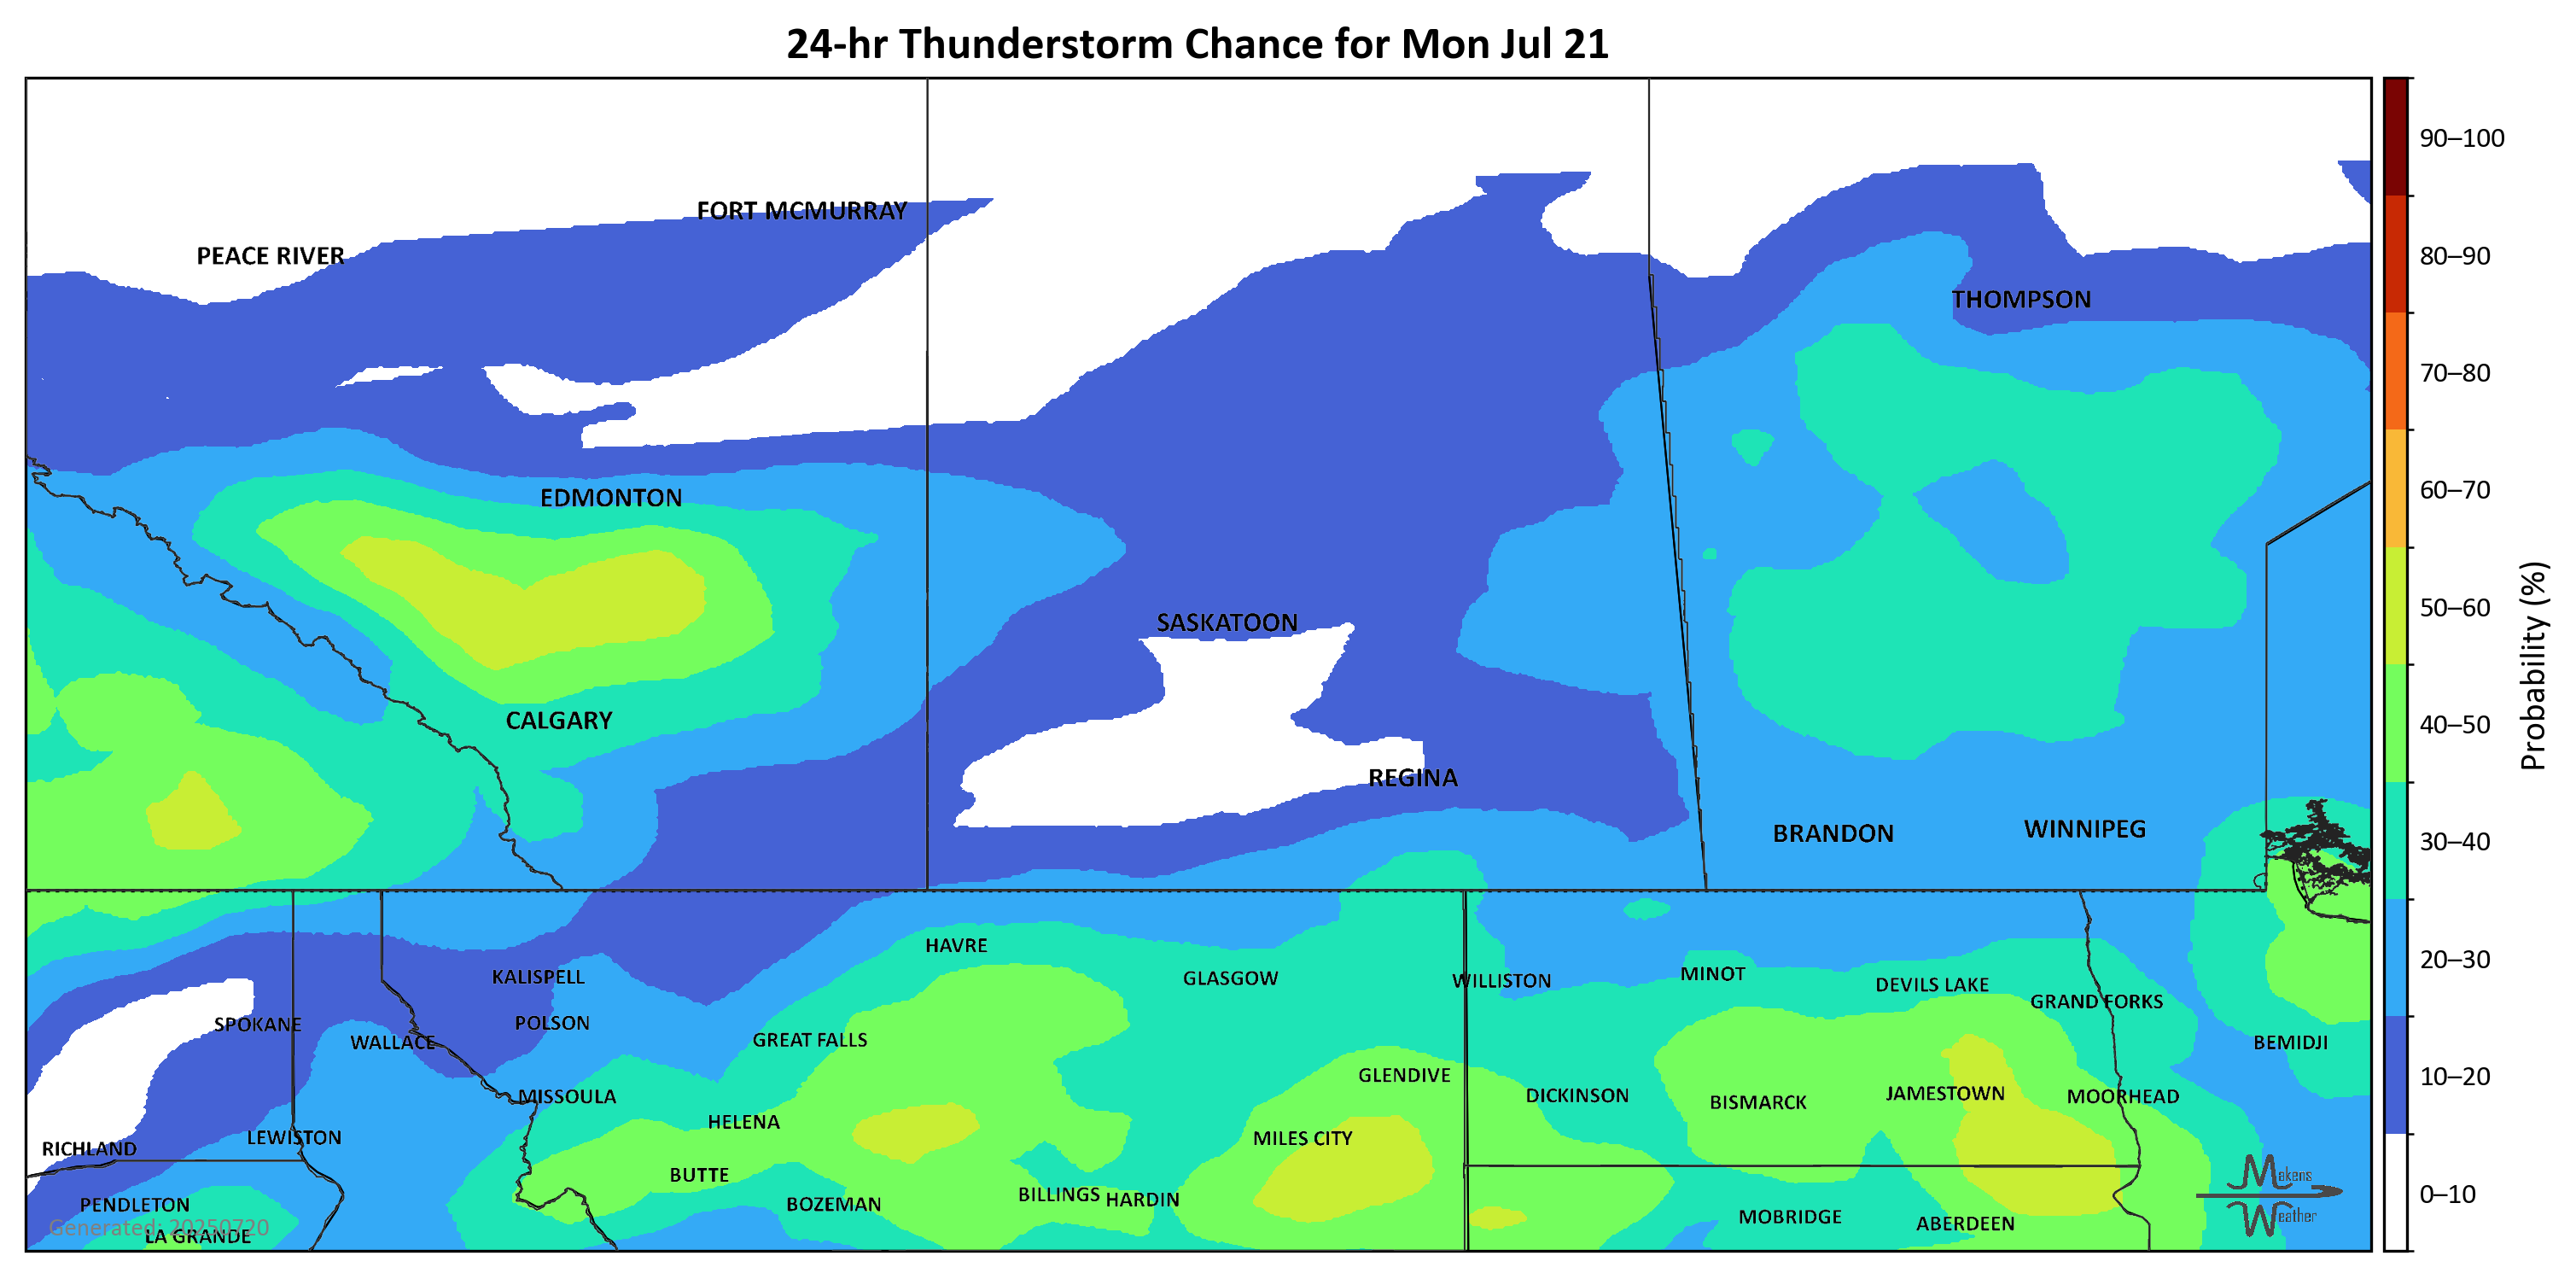 24-hr Thunderstorm Chance for Mon Jul 21
90–100
FORT MCMURRAY
PEACE RIVER
80–90
THOMPSON
70–80
EDMONTON
60–70
SASKATOON
50–60
CALGARY
40–50
Probability (%)
REGINA
BRANDON
WINNIPEG
30–40
HAVRE
KALISPELL
GLASGOW
WILLISTON
MINOT
DEVILS LAKE
20–30
GRAND FORKS
SPOKANE
POLSON
WALLACE
GREAT FALLS
BEMIDJI
GLENDIVE
10–20
MISSOULA
DICKINSON
BISMARCK
JAMESTOWN
MOORHEAD
HELENA
LEWISTON
MILES CITY
RICHLAND
BUTTE
Makens
BILLINGS
HARDIN
0–10
PENDLETON
BOZEMAN
MOBRIDGE
Weather
ABERDEEN
Generated: 20250720
LA GRANDE